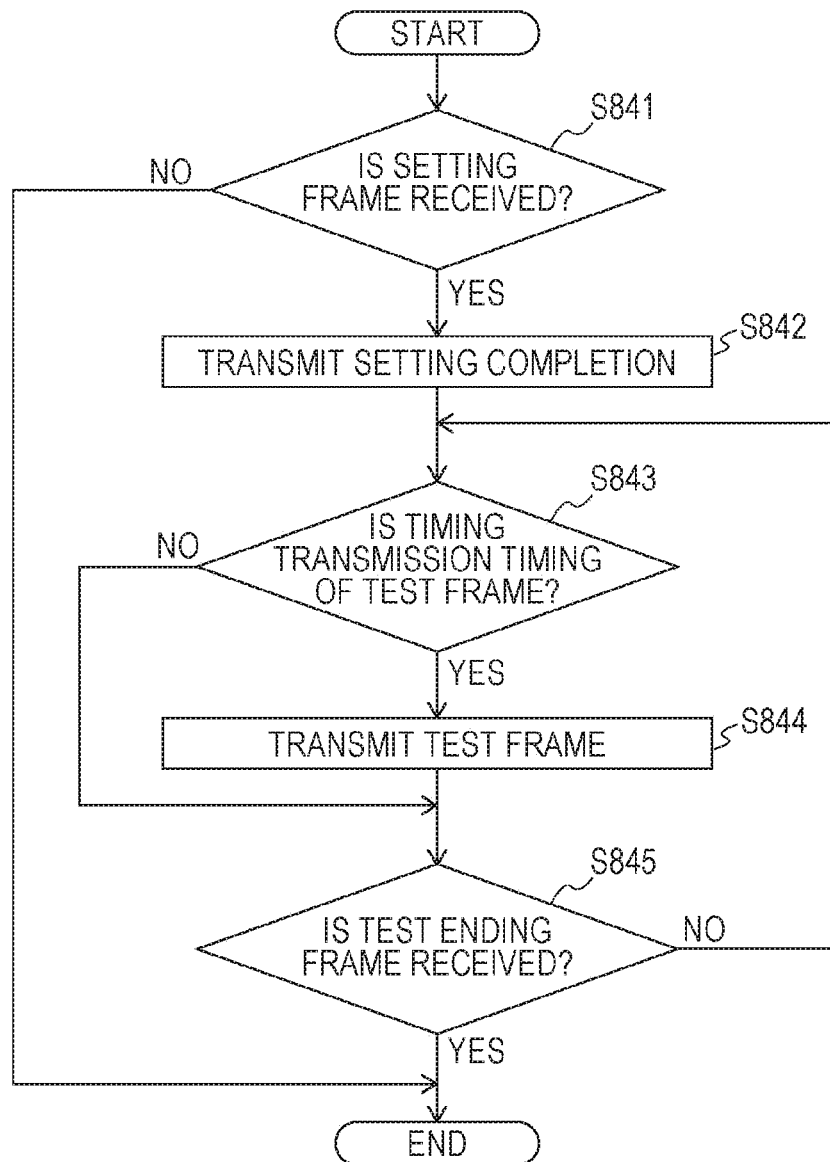 START
S841
IS SETTING
FRAME RECEIVED?
NO
YES
S842
TRANSMIT SETTING COMPLETION
S843
IS TIMING
TRANSMISSION TIMING
OF TEST FRAME?
NO
YES
S844
TRANSMIT TEST FRAME
S845
IS TEST ENDING
FRAME RECEIVED?
NO
YES
END